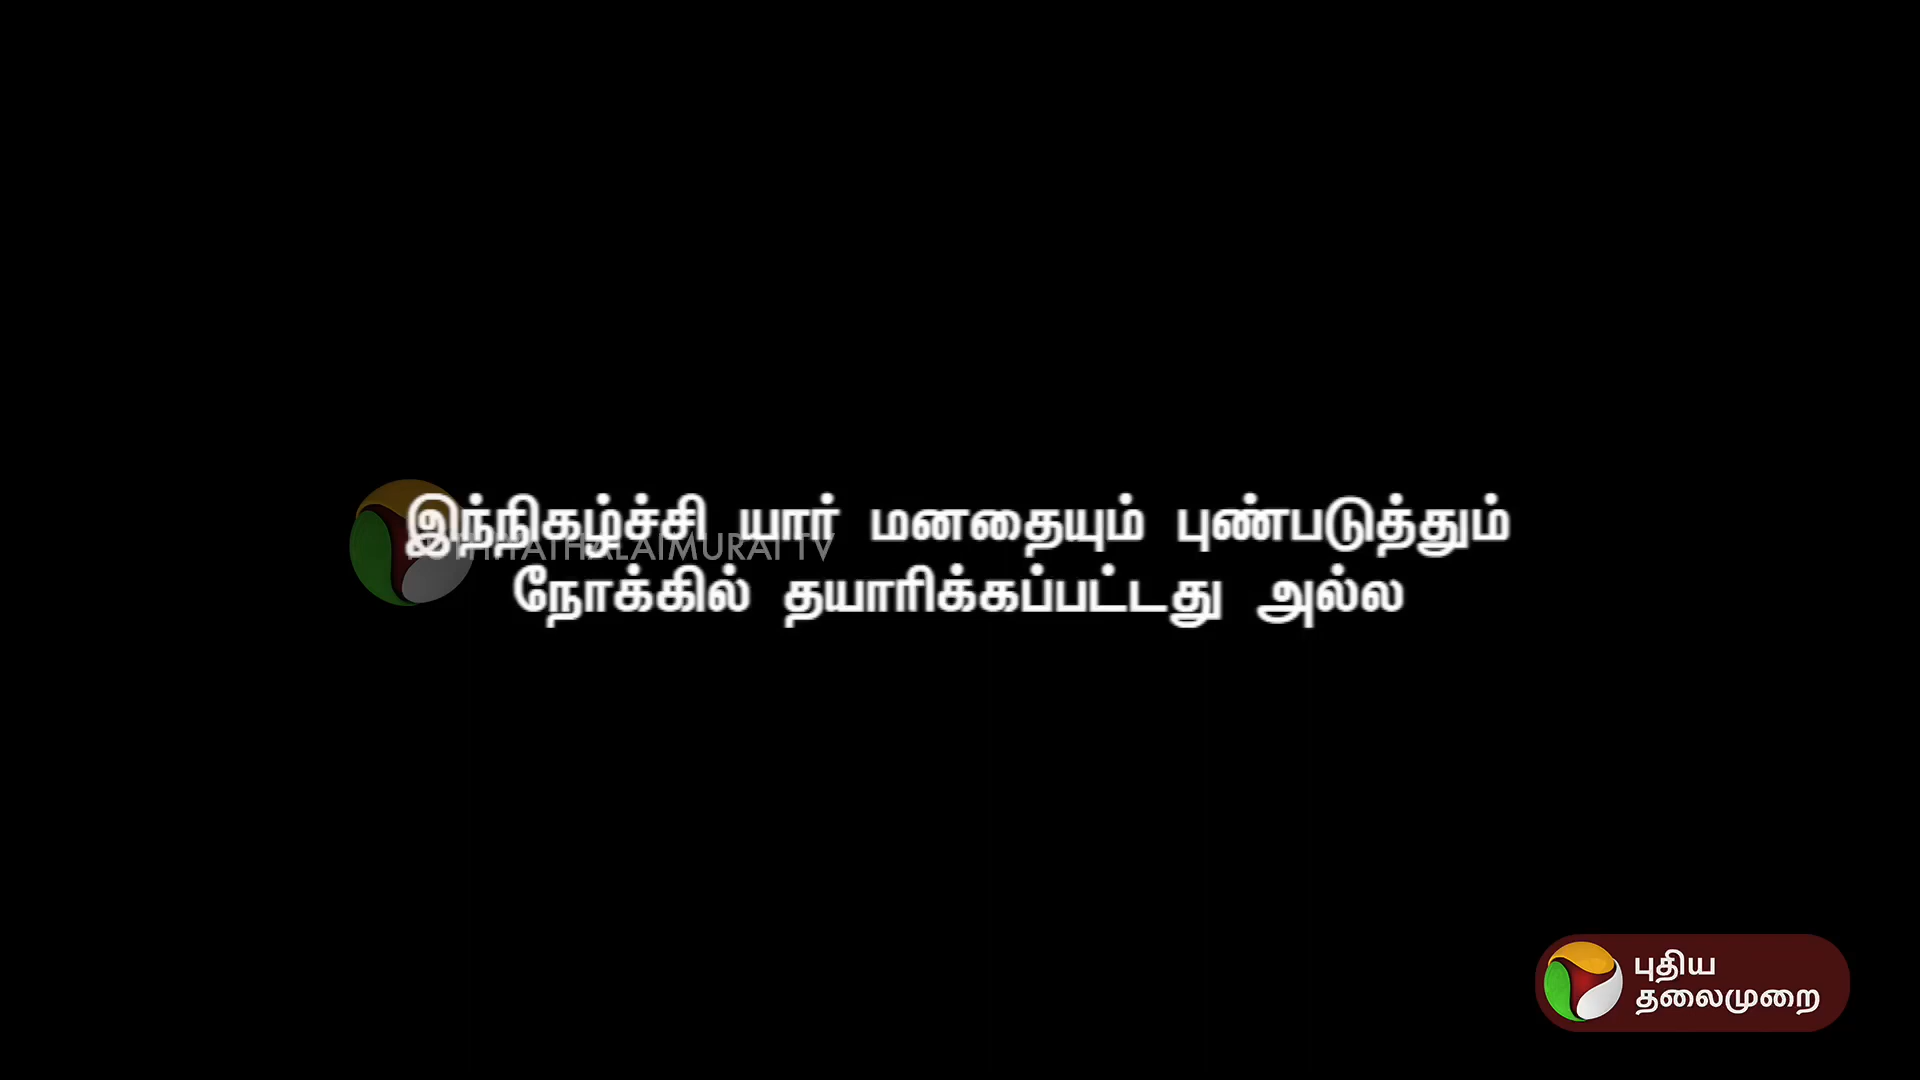 இந்நிகழ்ச்சி யார் மனதையும் புண்படுத்தும்
PUTHIYATHALAIMURAI TV
நோக்கில் தயாரிக்கப்பட்டது அல்ல
புதிய
தலைமுறை